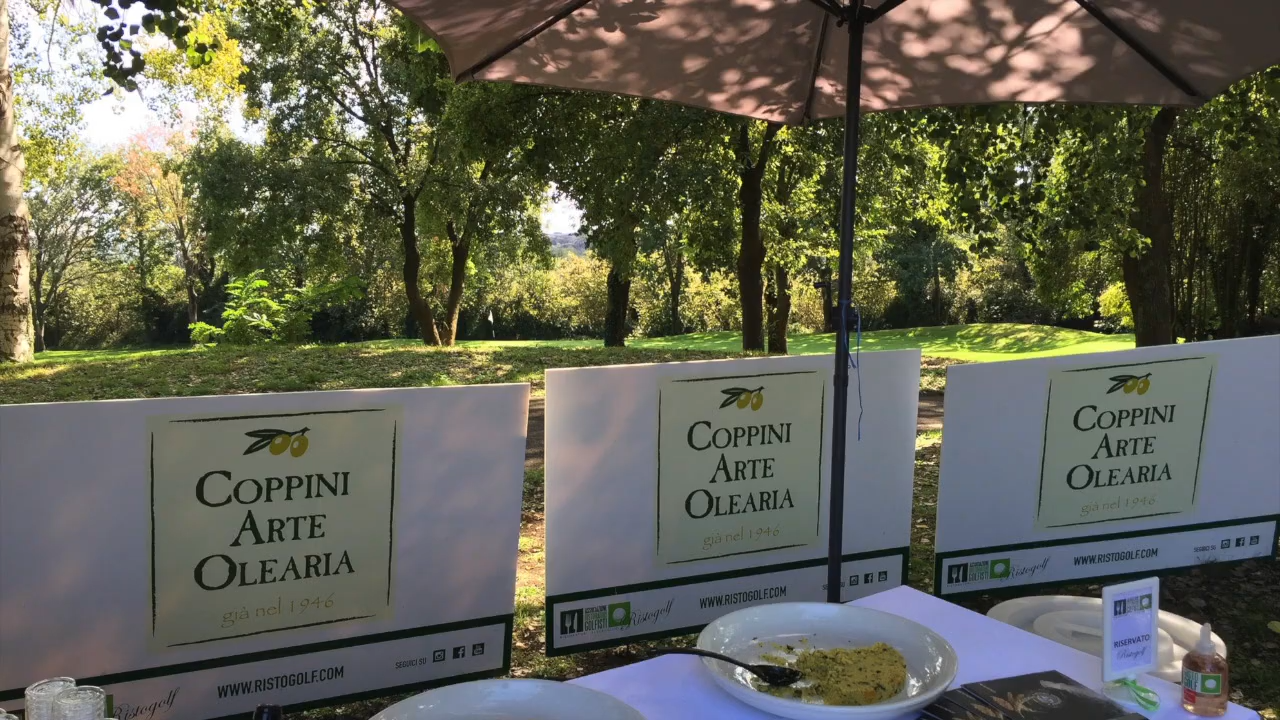 COPPINI
ARTE
OLEARIA
già nel 1946
SEGUICI SU
WWW.RISTOGOLF.COM
Ristogolf
COPPINI
ARTE
OLEARIA
già nel 1946
GOLFISTI
Ristogolf
WWW.RISTOGOLF.COM
COPPINI
ARTE
OLEARIA
già nel 1946
Ristogolf
WWW.RISTOGOLF.COM
SEGUICI SU
RISERVATO
Ristogolf